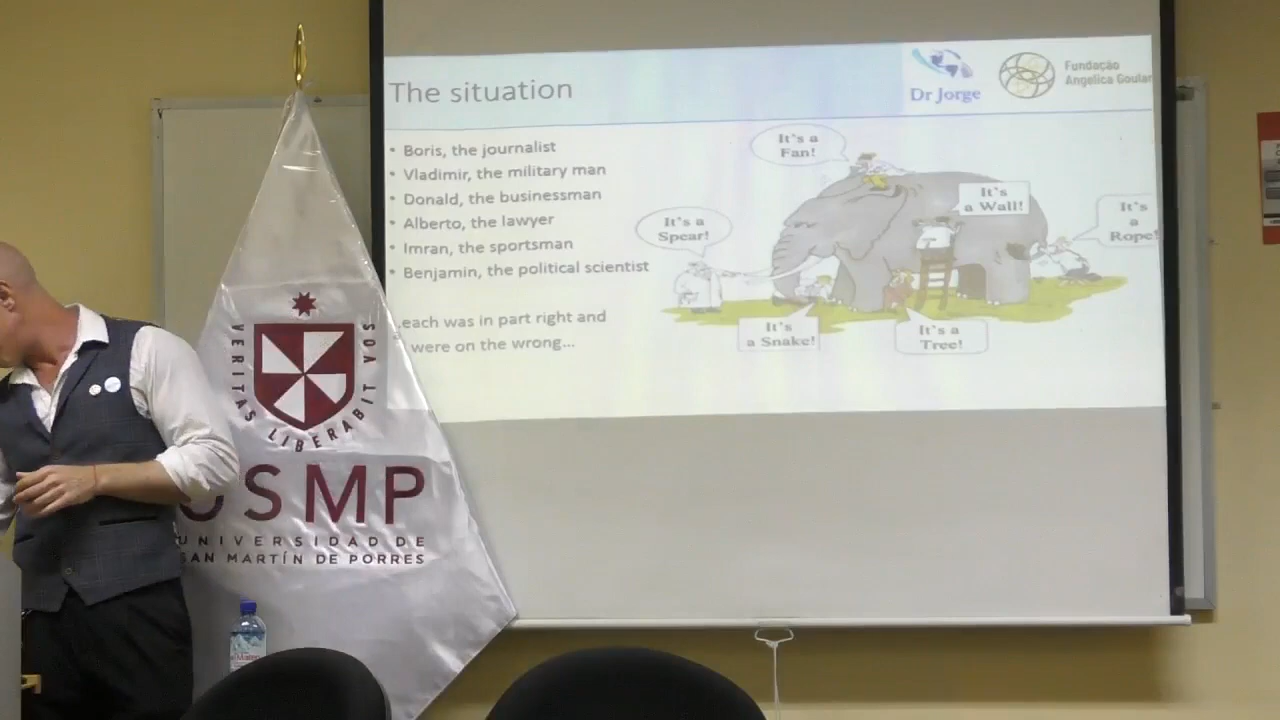 The situation
Dr Jorge
Fundação
Angelica Goular
• Boris, the journalist
• Vladimir, the military man
• Donald, the businessman
• Alberto, the lawyer
• Imran, the sportsman
• Benjamin, the political scientist
..each was in part right and
were on the wrong...
It's a
Fan!
It's
a Wall!
It's a
Spear!
It's
a
Rope!
It's
a Snake!
It's a
Tree!
VERITAS LIBERABIT VOS
USMP
UNIVERSIDAD DE
SAN MARTÍN DE PORRES